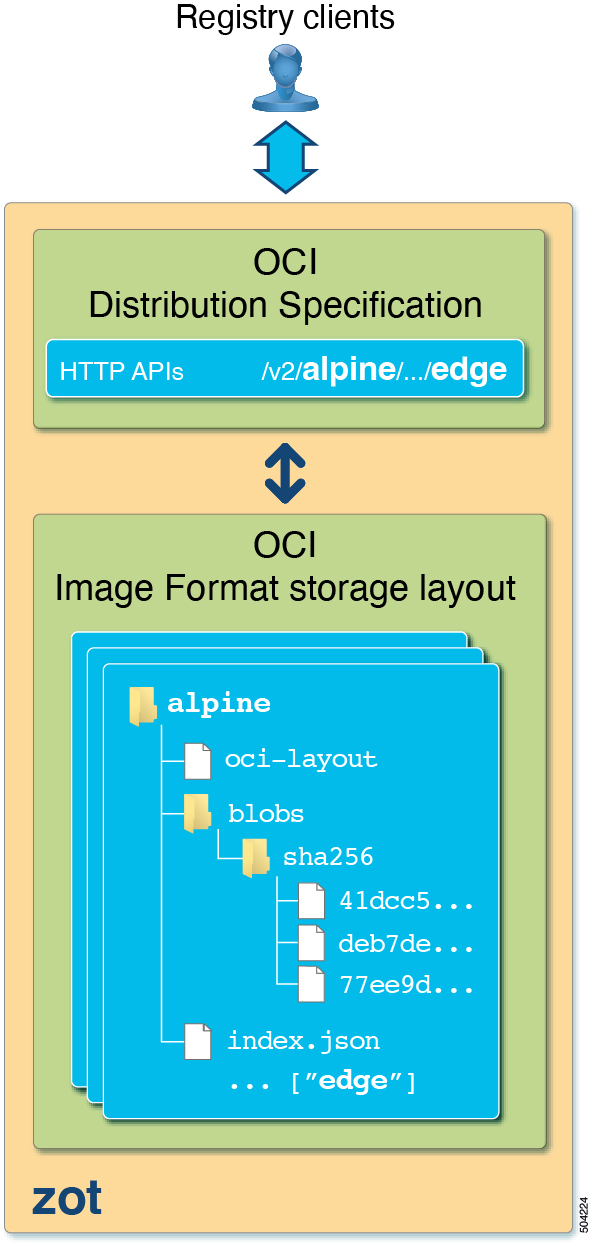 Registry clients
OCI
Distribution Specification
HTTP APIs /v2/alpine/.../edge
OCI
Image Format storage layout
alpine
oci-layout
blobs
sha256
41dcc5...
deb7de...
77ee9d...
index.json
... ["edge"]
zot
504224